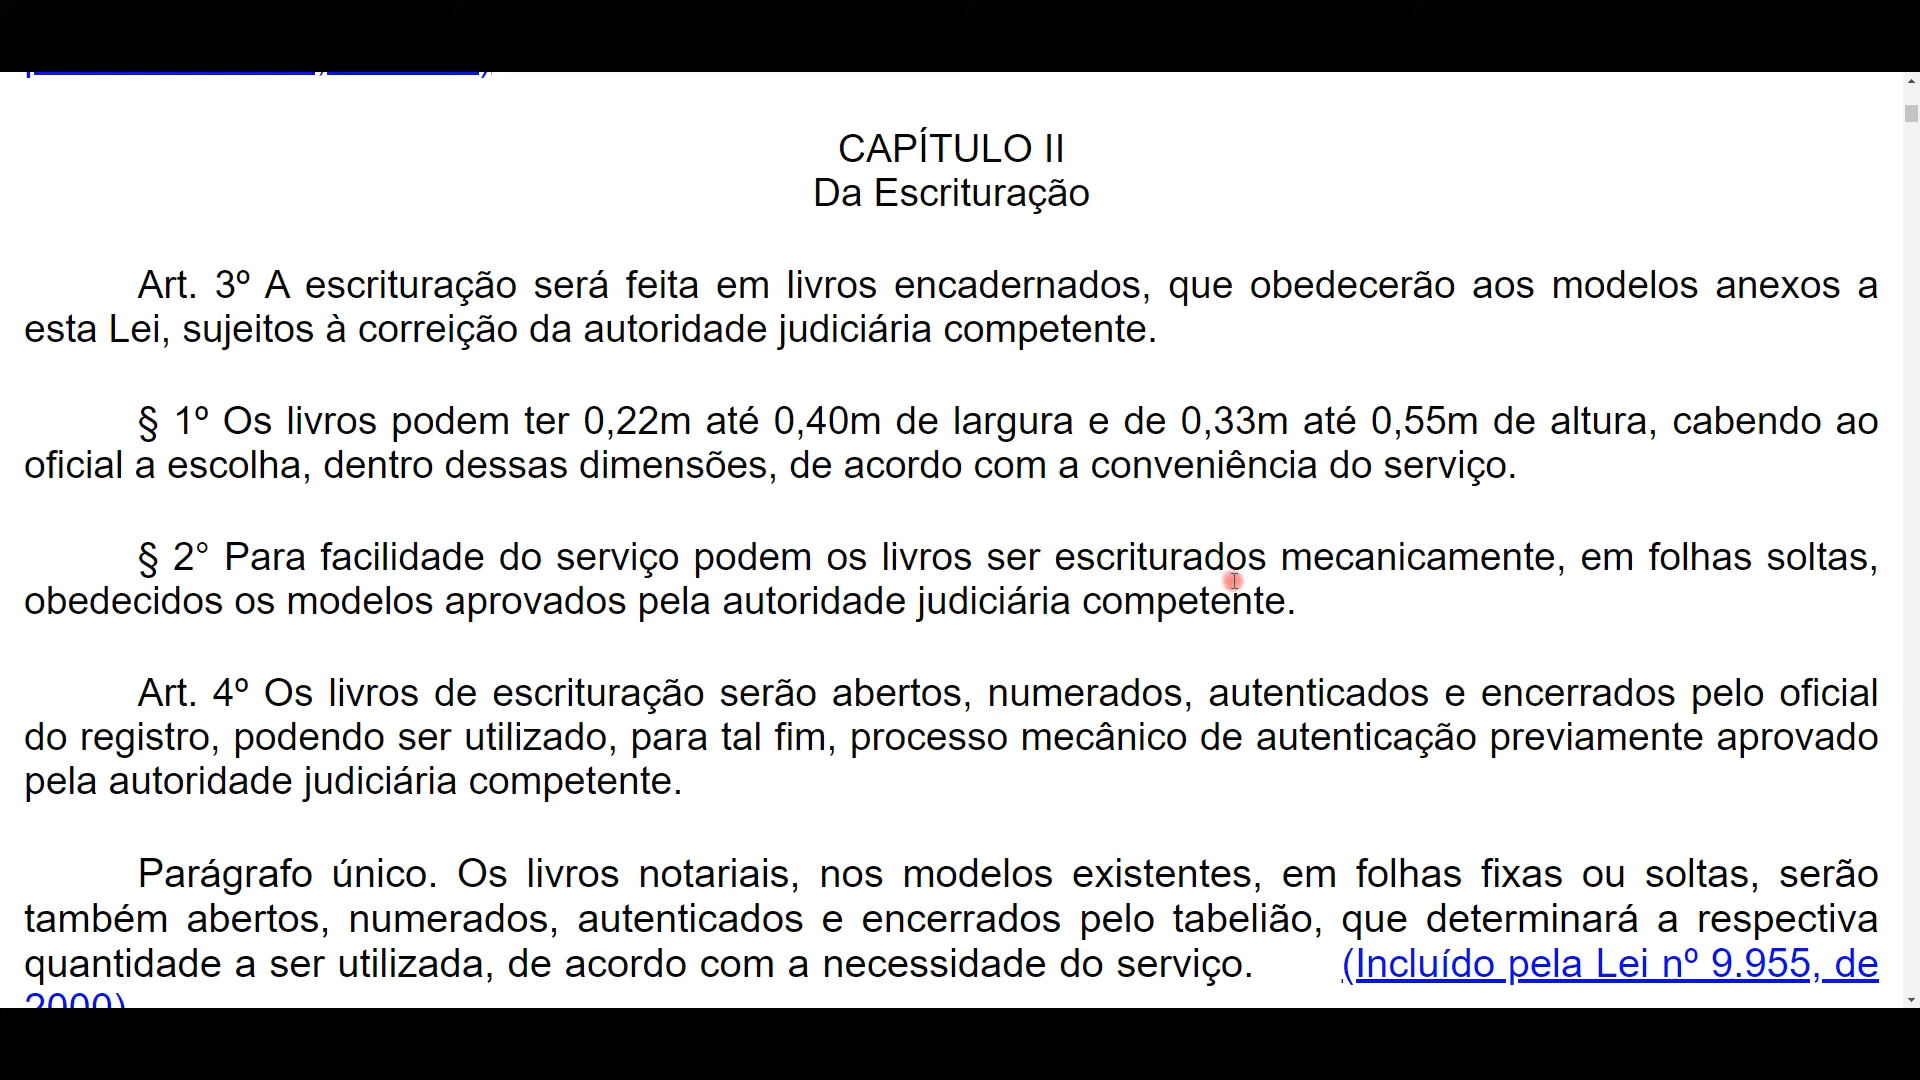 CAPÍTULO II
Da Escrituração
Art. 3º A escrituração será feita em livros encadernados, que obedecerão aos modelos anexos a
esta Lei, sujeitos à correição da autoridade judiciária competente.
§ 1º Os livros podem ter 0,22m até 0,40m de largura e de 0,33m até 0,55m de altura, cabendo ao
oficial a escolha, dentro dessas dimensões, de acordo com a conveniência do serviço.
§ 2° Para facilidade do serviço podem os livros ser escriturados mecanicamente, em folhas soltas,
obedecidos os modelos aprovados pela autoridade judiciária competente.
Art. 4º Os livros de escrituração serão abertos, numerados, autenticados e encerrados pelo oficial
do registro, podendo ser utilizado, para tal fim, processo mecânico de autenticação previamente aprovado
pela autoridade judiciária competente.
Parágrafo único. Os livros notariais, nos modelos existentes, em folhas fixas ou soltas, serão
também abertos, numerados, autenticados e encerrados pelo tabelião, que determinará a respectiva
quantidade a ser utilizada, de acordo com a necessidade do serviço. (Incluído pela Lei nº 9.955, de
2000)